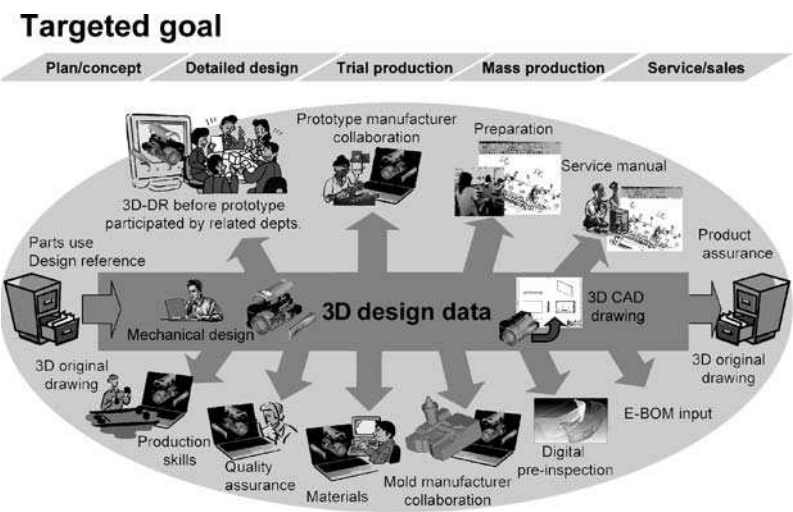 Targeted goal
Plan/concept
Detailed design
Trial production
Mass production
Service/sales
Prototype manufacturer
collaboration
Preparation
Service manual
3D-DR before prototype
participated by related depts.
Parts use
Design reference
Product
assurance
Mechanical design
3D design data
3D CAD
drawing
3D original
drawing
3D original
drawing
Production
skills
Quality
assurance
Materials
Mold manufacturer
collaboration
Digital
pre-inspection
E-BOM input